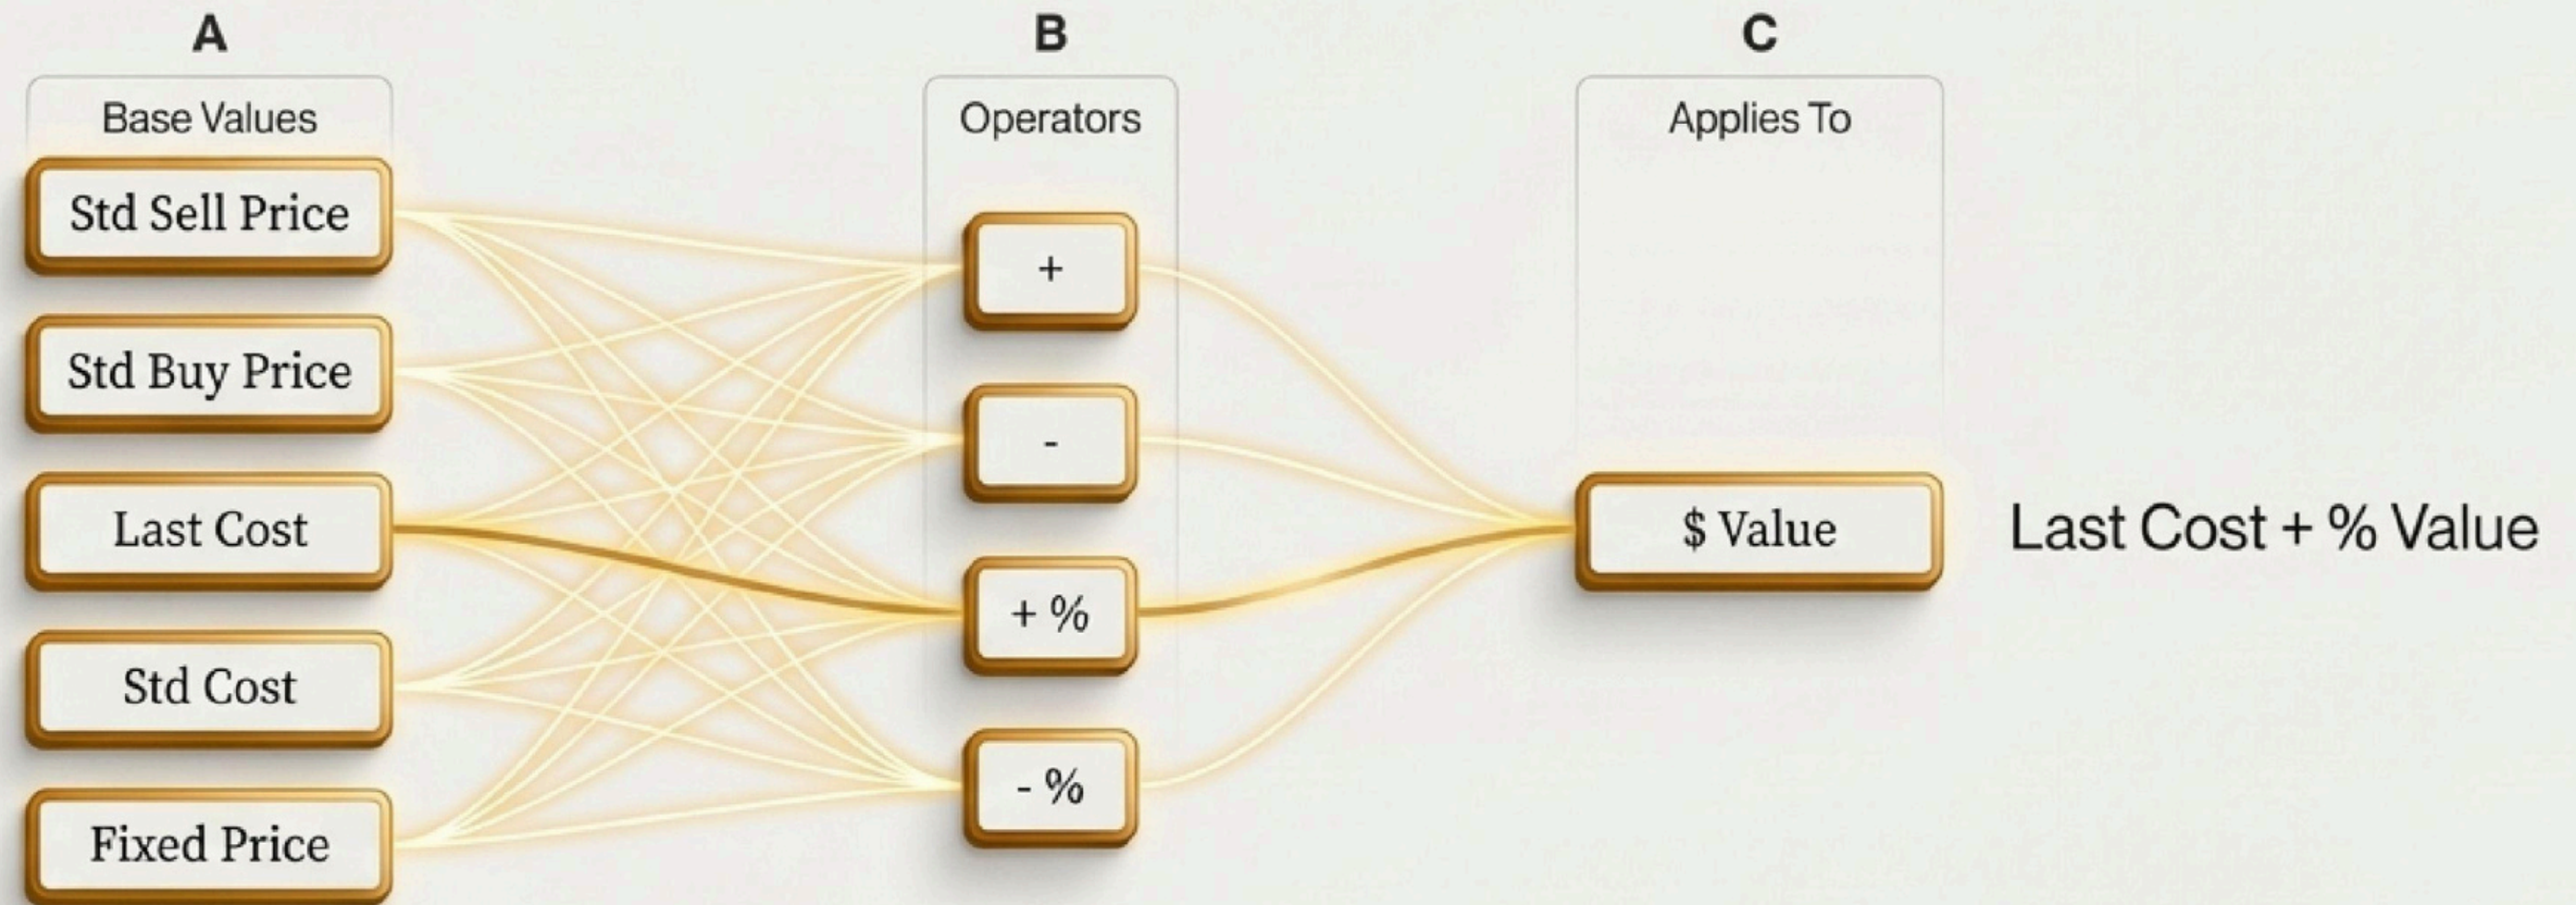 A
Base Values
Std Sell Price
Std Buy Price
Last Cost
Std Cost
Fixed Price
B
Operators
+
-
+ %
- %
C
Applies To
$ Value
Last Cost + % Value